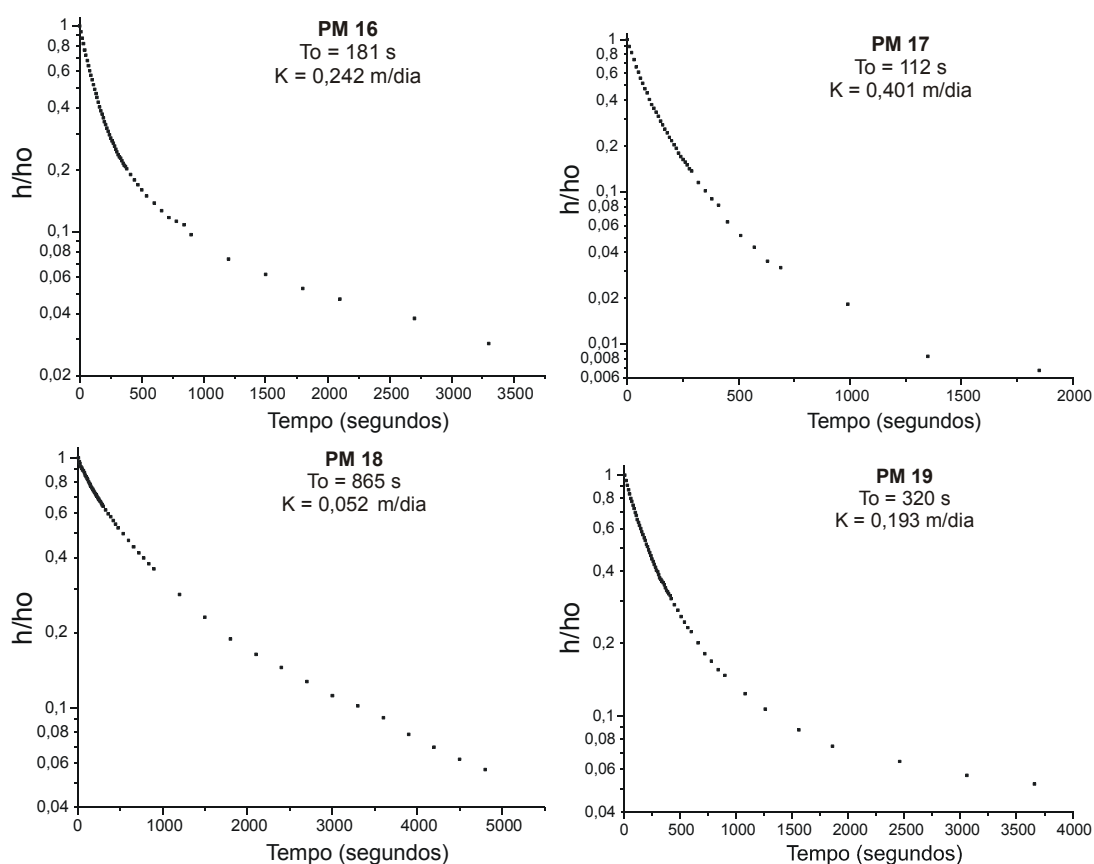 PM 16
To = 181 s
K = 0,242 m/dia
1
0,8
0,6
0,4
0,2
0,1
0,08
0,06
0,04
0,02
h/ho
0 500 1000 1500 2000 2500 3000 3500
Tempo (segundos)
PM 17
To = 112 s
K = 0,401 m/dia
1
0,8
0,6
0,4
0,2
0,1
0,08
0,06
0,04
0,02
0,01
0,008
0,006
h/ho
0 500 1000 1500 2000
Tempo (segundos)
PM 18
To = 865 s
K = 0,052 m/dia
1
0,8
0,6
0,4
0,2
0,1
0,08
0,06
0,04
h/ho
0 1000 2000 3000 4000 5000
Tempo (segundos)
PM 19
To = 320 s
K = 0,193 m/dia
1
0,8
0,6
0,4
0,2
0,1
0,08
0,06
0,04
h/ho
0 500 1000 1500 2000 2500 3000 3500 4000
Tempo (segundos)